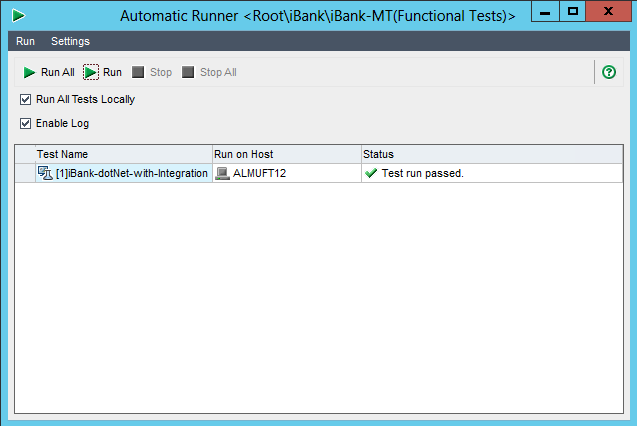 Automatic Runner <Root\iBank\iBank-MT(Functional Tests)>
Run Settings
Run All Run Stop Stop All
Run All Tests Locally
Enable Log
Test Name Run on Host Status
[1]iBank-dotNet-with-Integration ALMUFT12 Test run passed.